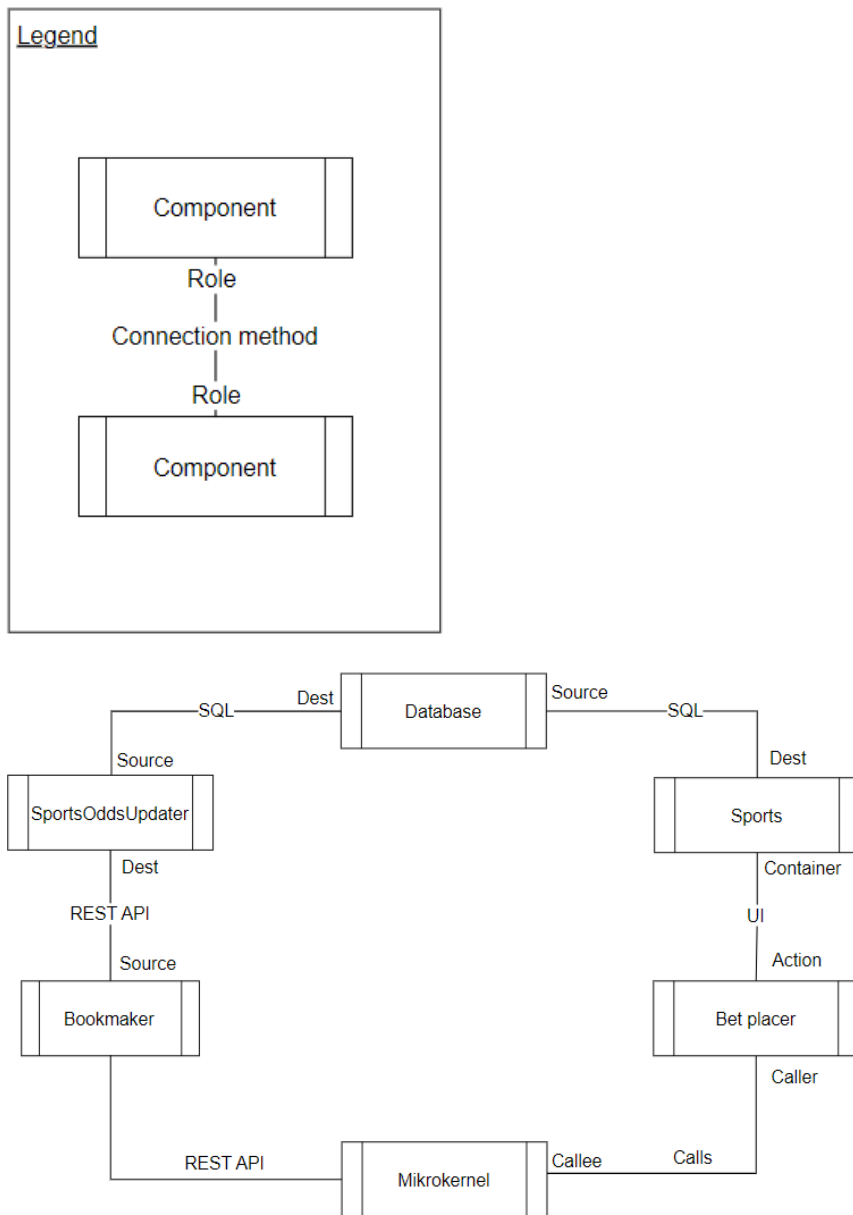 Legend
Component
Role
Connection method
Role
Component
Dest
Database
Source
SQL
SQL
Source
Dest
SportsOddsUpdater
Sports
Dest
Container
REST API
UI
Source
Action
Bookmaker
Bet placer
Caller
REST API
Mikrokernel
Callee
Calls